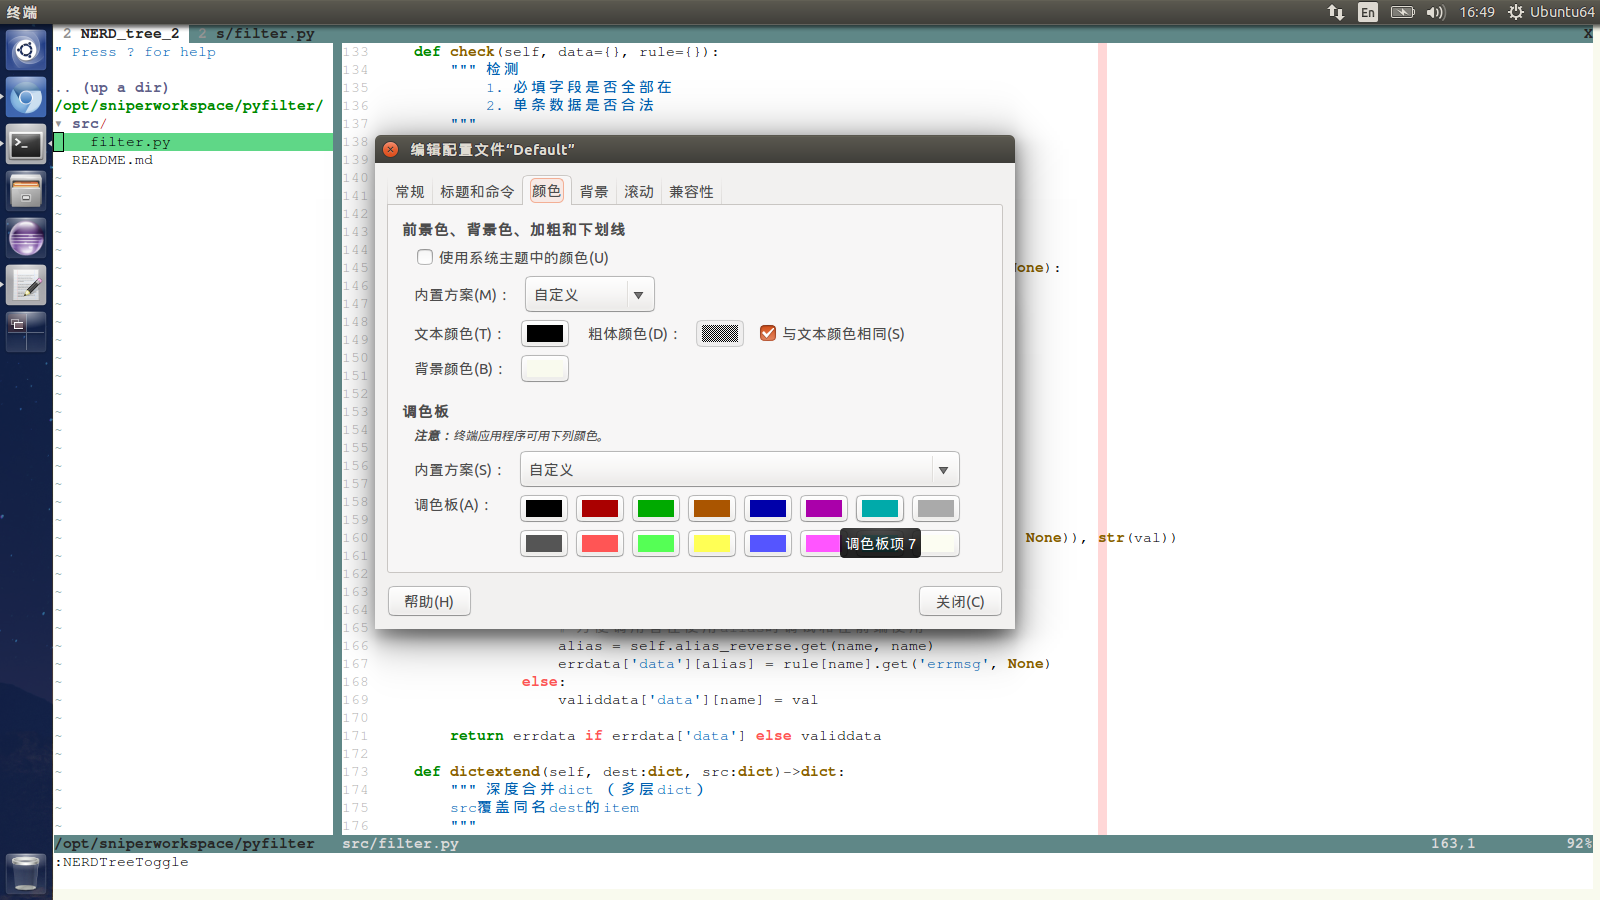 终端
En
16:49
Ubuntu64
2 NERD_tree_2
2 s/filter.py
X
" Press ? for help
.. (up a dir)
/opt/sniperworkspace/pyfilter/
▾ src/
filter.py
README.md
133 def check(self, data={}, rule={}):
134 """ 检测
135 1. 必填字段是否全部在
136 2. 单条数据是否合法
137 """
138
139
140
141
142
143
144
145 None):
146
147
148
149
150
151
152
153
154
155
156
157
158
159
160 None)), str(val))
161
162
163
164
165
166 alias = self.alias_reverse.get(name, name)
167 errdata['data'][alias] = rule[name].get('errmsg', None)
168 else:
169 validdata['data'][name] = val
170
171 return errdata if errdata['data'] else validdata
172
173 def dictextend(self, dest:dict, src:dict)->dict:
174 """ 深度合并dict （多层dict）
175 src覆盖同名dest的item
176 """
/opt/sniperworkspace/pyfilter src/filter.py 163,1 92%
:NERDTreeToggle
编辑配置文件“Default”
常规 标题和命令 颜色 背景 滚动 兼容性
前景色、背景色、加粗和下划线
使用系统主题中的颜色(U)
内置方案(M)： 自定义
文本颜色(T)： 粗体颜色(D)： 与文本颜色相同(S)
背景颜色(B)：
调色板
注意：终端应用程序可用下列颜色。
内置方案(S)： 自定义
调色板(A)：
调色板项 7
帮助(H) 关闭(C)